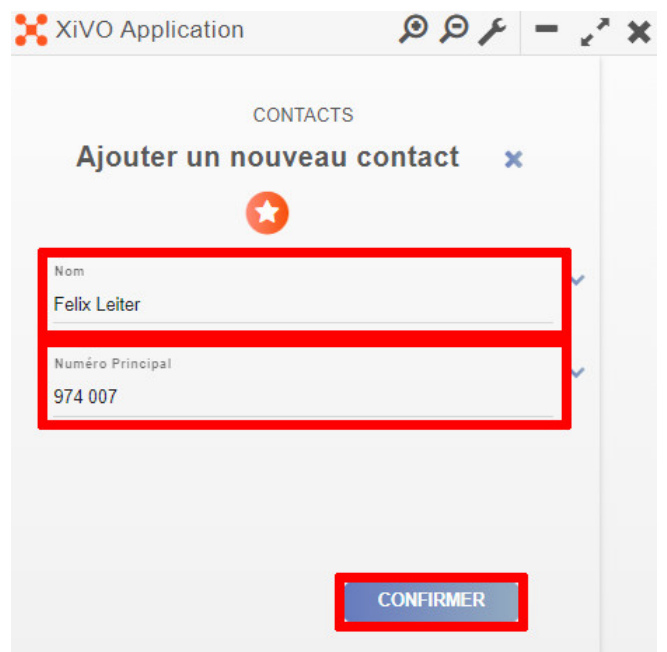 XiVO Application
CONTACTS
Ajouter un nouveau contact
Nom
Felix Leiter
Numéro Principal
974 007
CONFIRMER